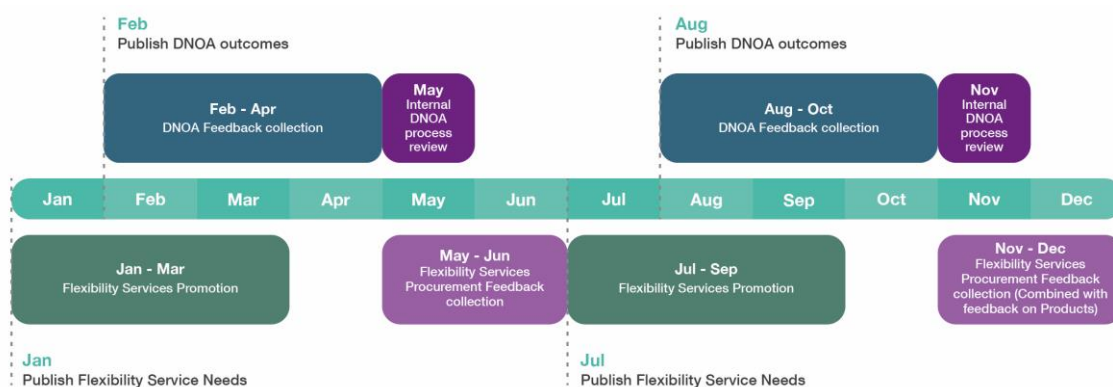 Feb
Publish DNOA outcomes
Aug
Publish DNOA outcomes
Feb - Apr
DNOA Feedback collection
May
Internal
DNOA
process
review
Aug - Oct
DNOA Feedback collection
Nov
Internal
DNOA
process
review
Jan Feb Mar Apr May Jun Jul Aug Sep Oct Nov Dec
Jan - Mar
Flexibility Services Promotion
May - Jun
Flexibility Services
Procurement Feedback
collection
Jul - Sep
Flexibility Services Promotion
Nov - Dec
Flexibility Services
Procurement Feedback
collection (Combined with
feedback on Products)
Jan
Publish Flexibility Service Needs
Jul
Publish Flexibility Service Needs